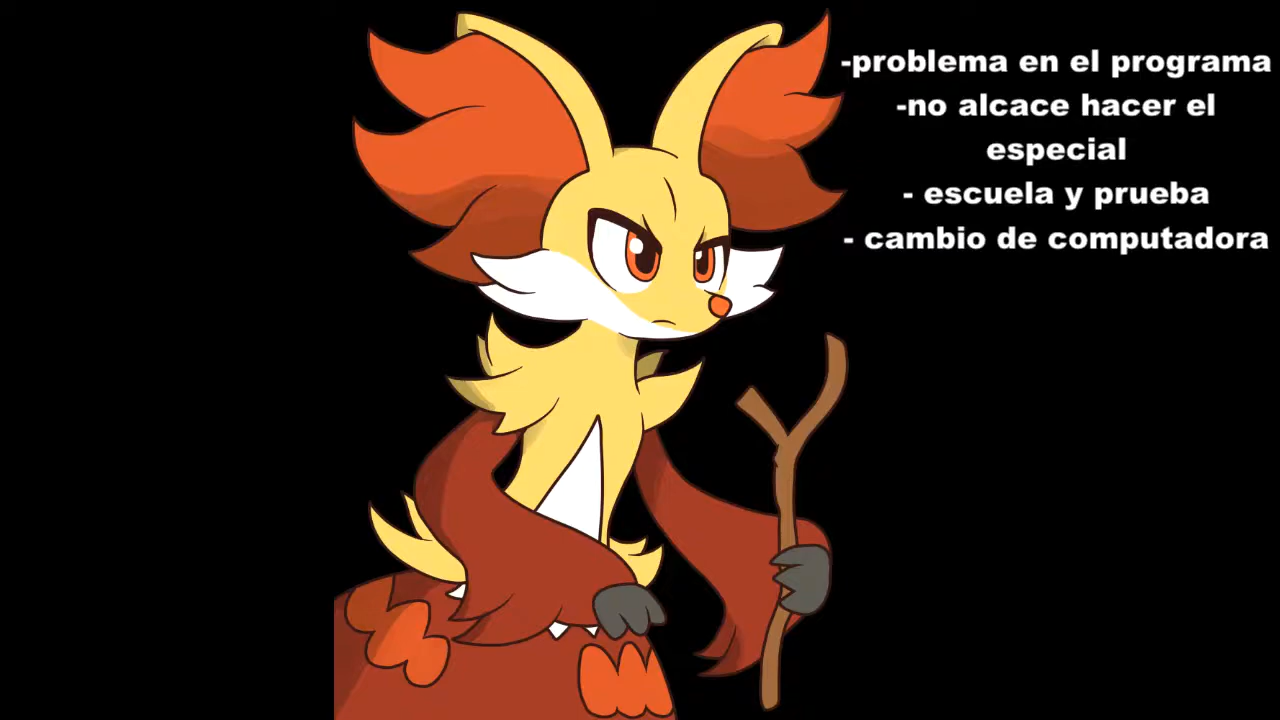 -problema en el programa
-no alcace hacer el
especial
- escuela y prueba
- cambio de computadora